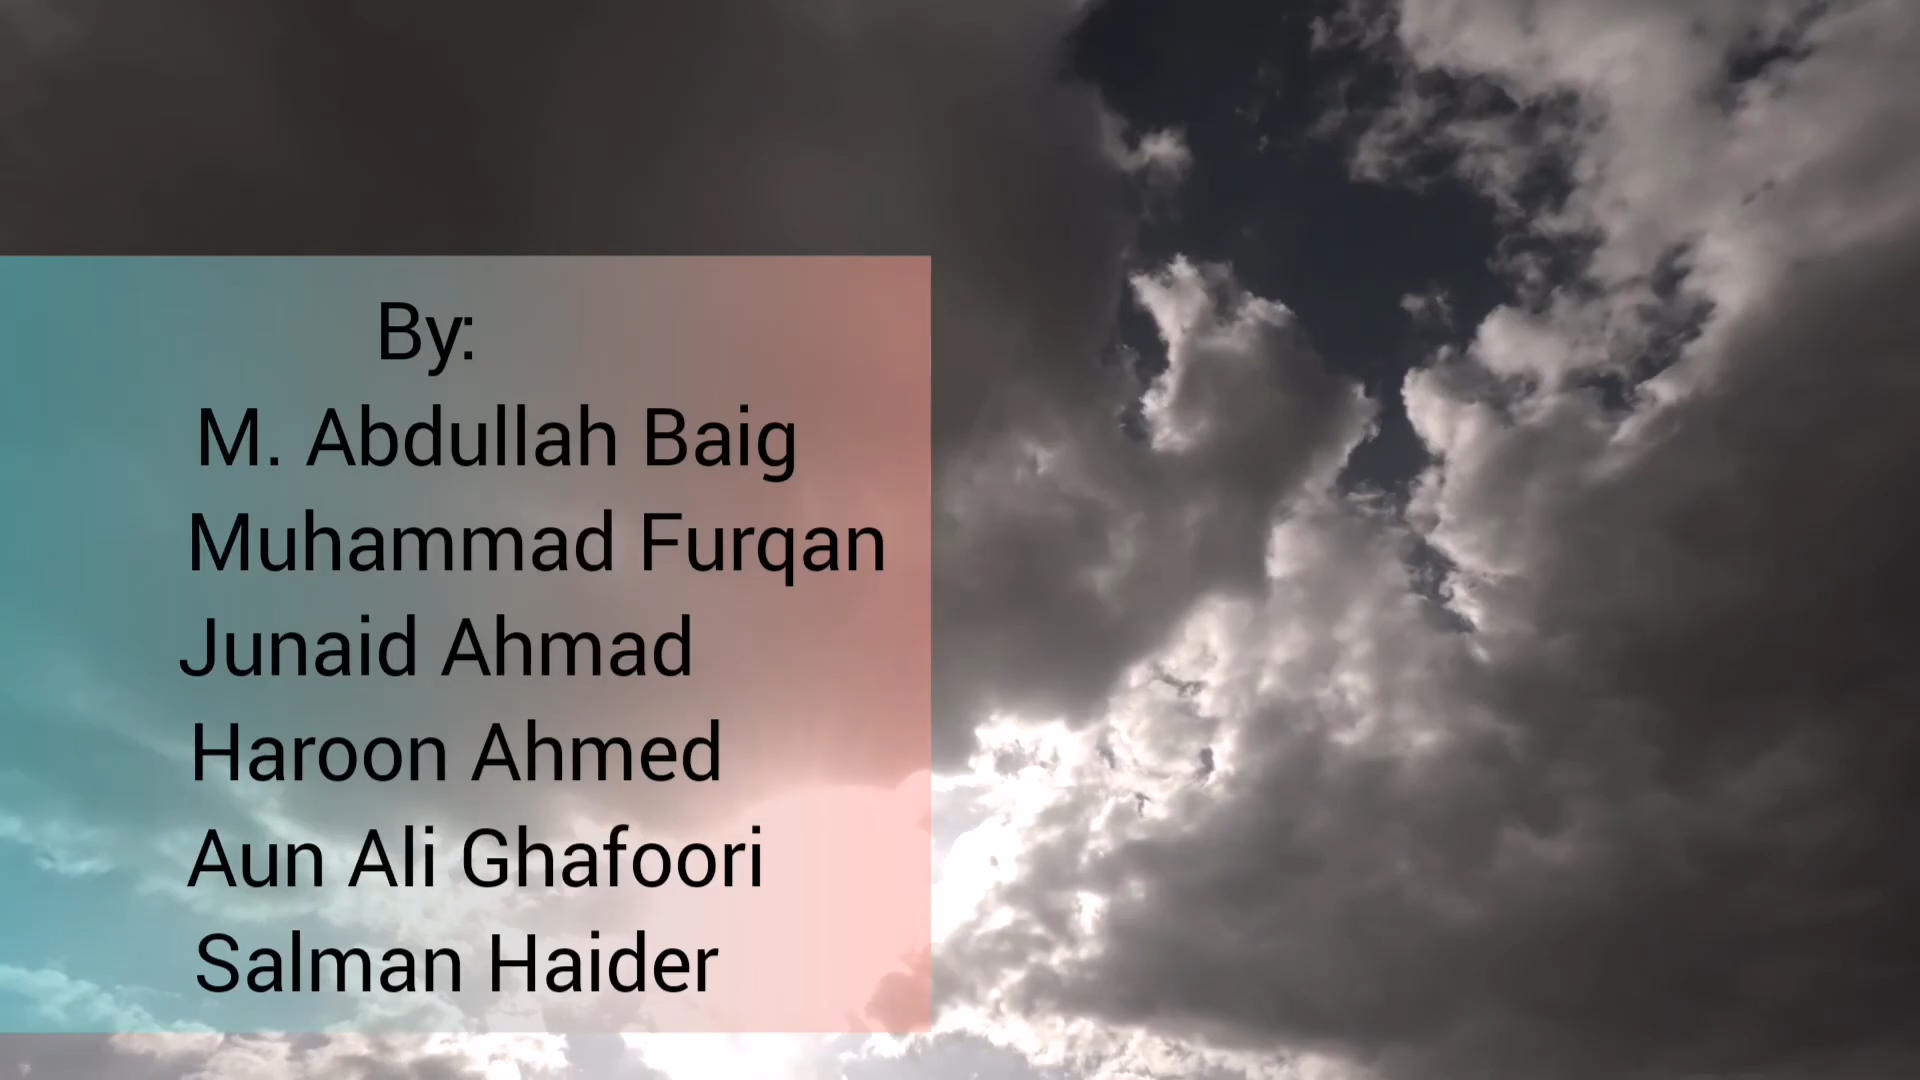 By:
M. Abdullah Baig
Muhammad Furqan
Junaid Ahmad
Haroon Ahmed
Aun Ali Ghafoori
Salman Haider